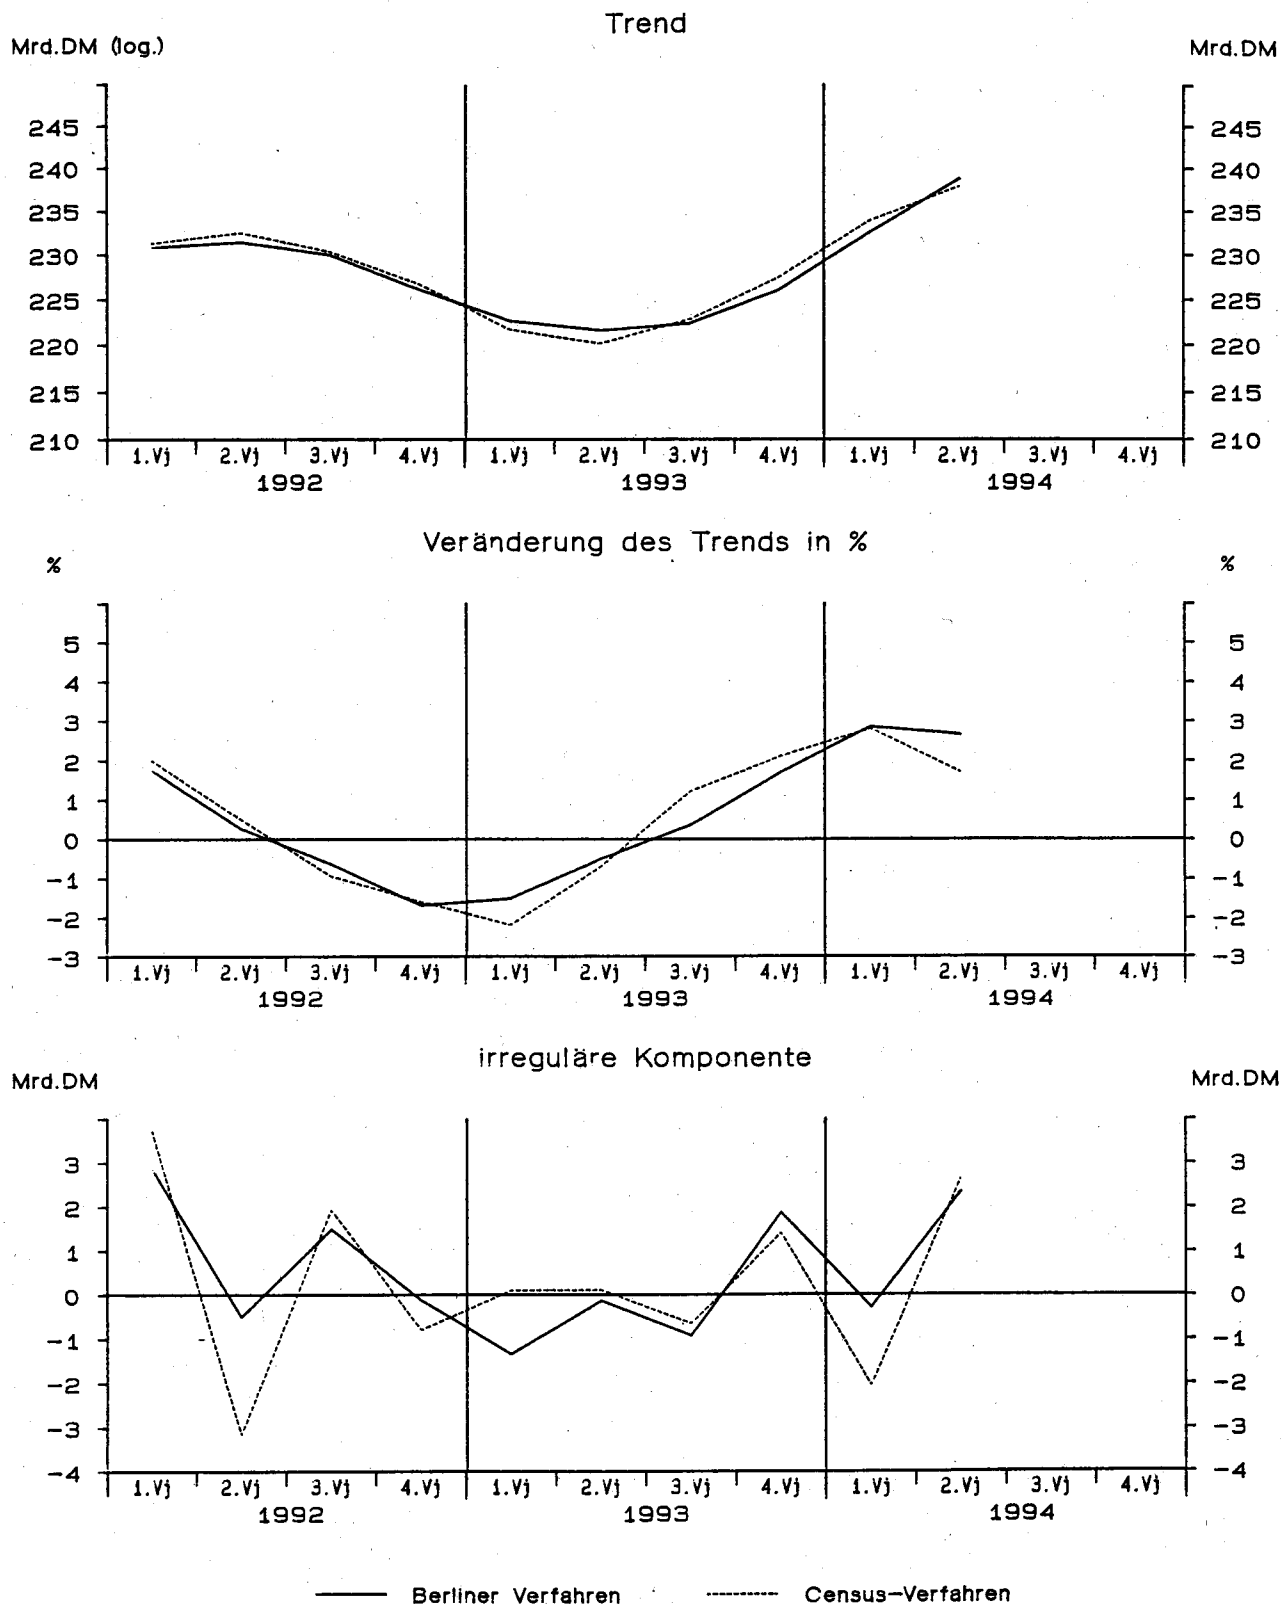 Trend
Mrd.DM (log.) Mrd.DM
245 245
240 240
235 235
230 230
225 225
220 220
215 215
210 210
1.Vj 2.Vj 3.Vj 4.Vj 1.Vj 2.Vj 3.Vj 4.Vj 1.Vj 2.Vj 3.Vj 4.Vj
1992 1993 1994
Veränderung des Trends in %
% %
5 5
4 4
3 3
2 2
1 1
0 0
-1 -1
-2 -2
-3 -3
1.Vj 2.Vj 3.Vj 4.Vj 1.Vj 2.Vj 3.Vj 4.Vj 1.Vj 2.Vj 3.Vj 4.Vj
1992 1993 1994
irreguläre Komponente
Mrd.DM Mrd.DM
3 3
2 2
1 1
0 0
-1 -1
-2 -2
-3 -3
-4 -4
1.Vj 2.Vj 3.Vj 4.Vj 1.Vj 2.Vj 3.Vj 4.Vj 1.Vj 2.Vj 3.Vj 4.Vj
1992 1993 1994
Berliner Verfahren Census-Verfahren